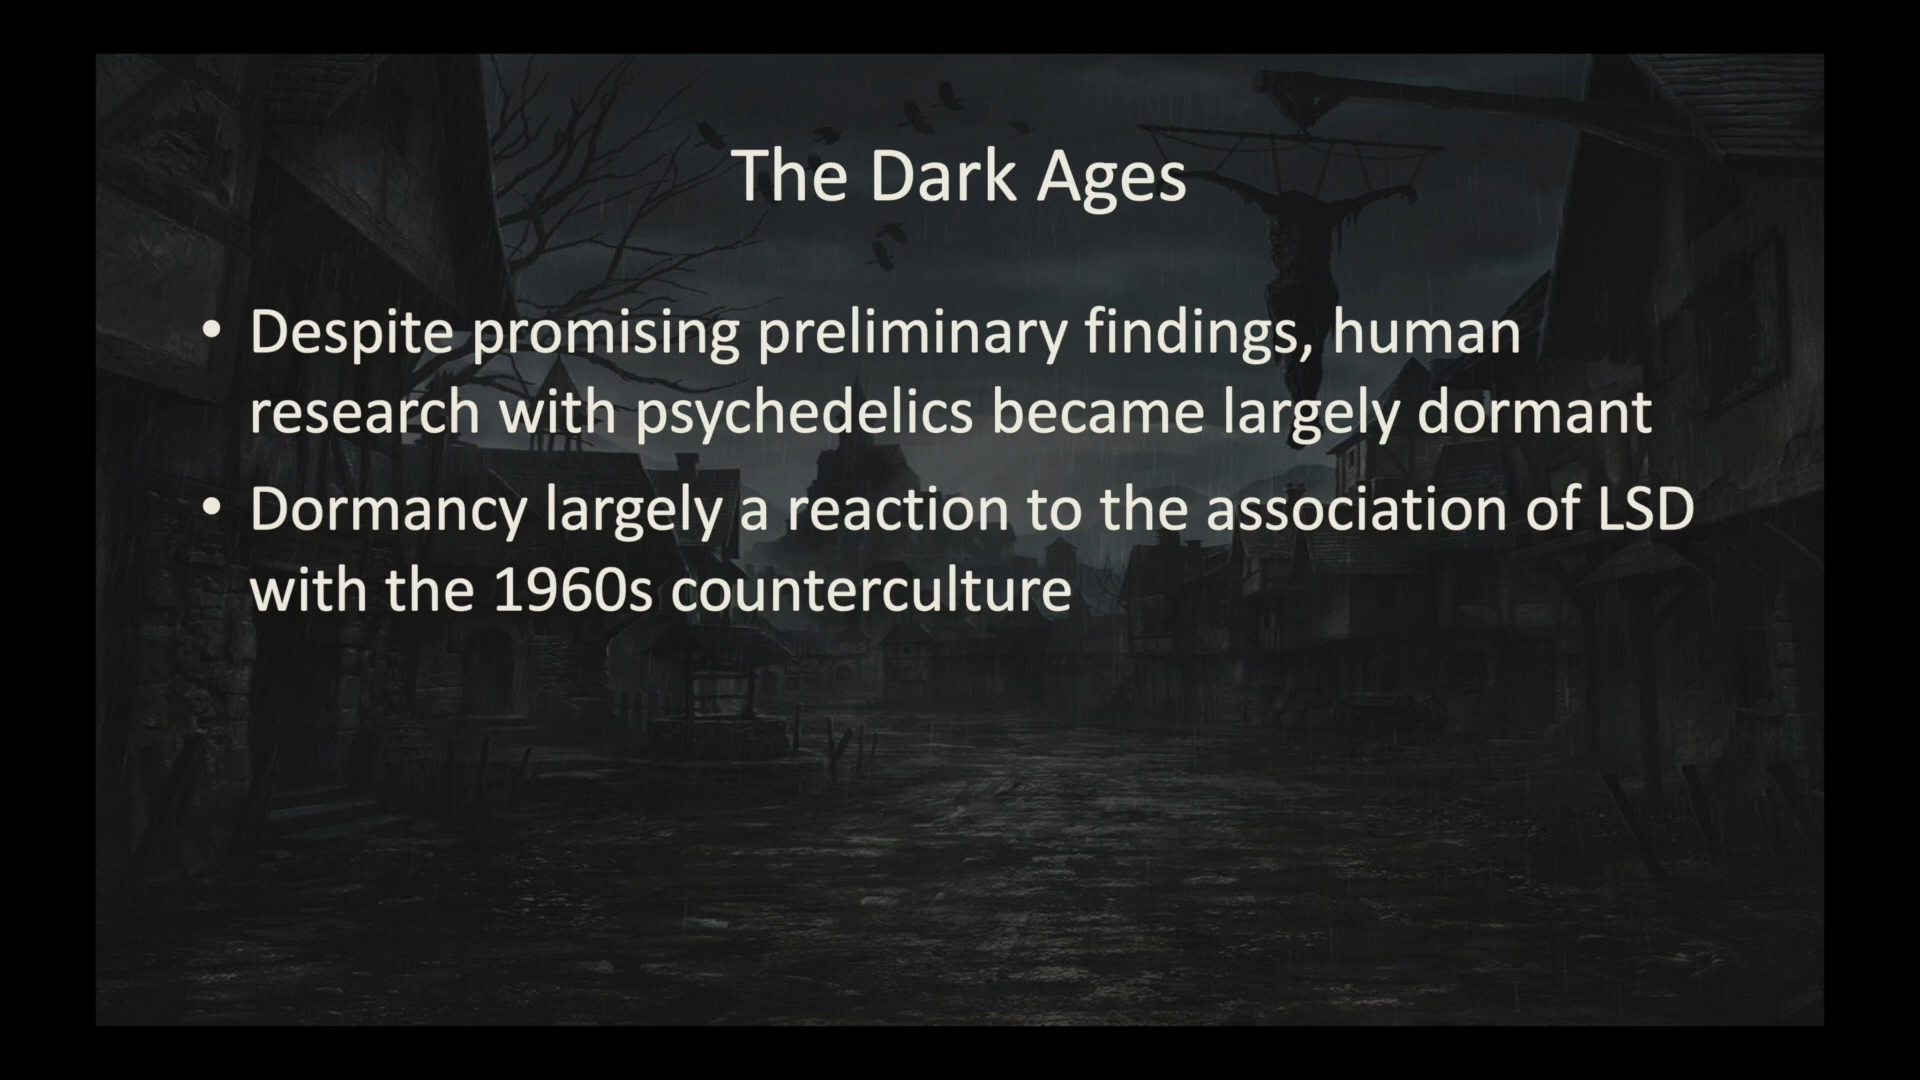 The Dark Ages
• Despite promising preliminary findings, human
research with psychedelics became largely dormant
• Dormancy largely a reaction to the association of LSD
with the 1960s counterculture